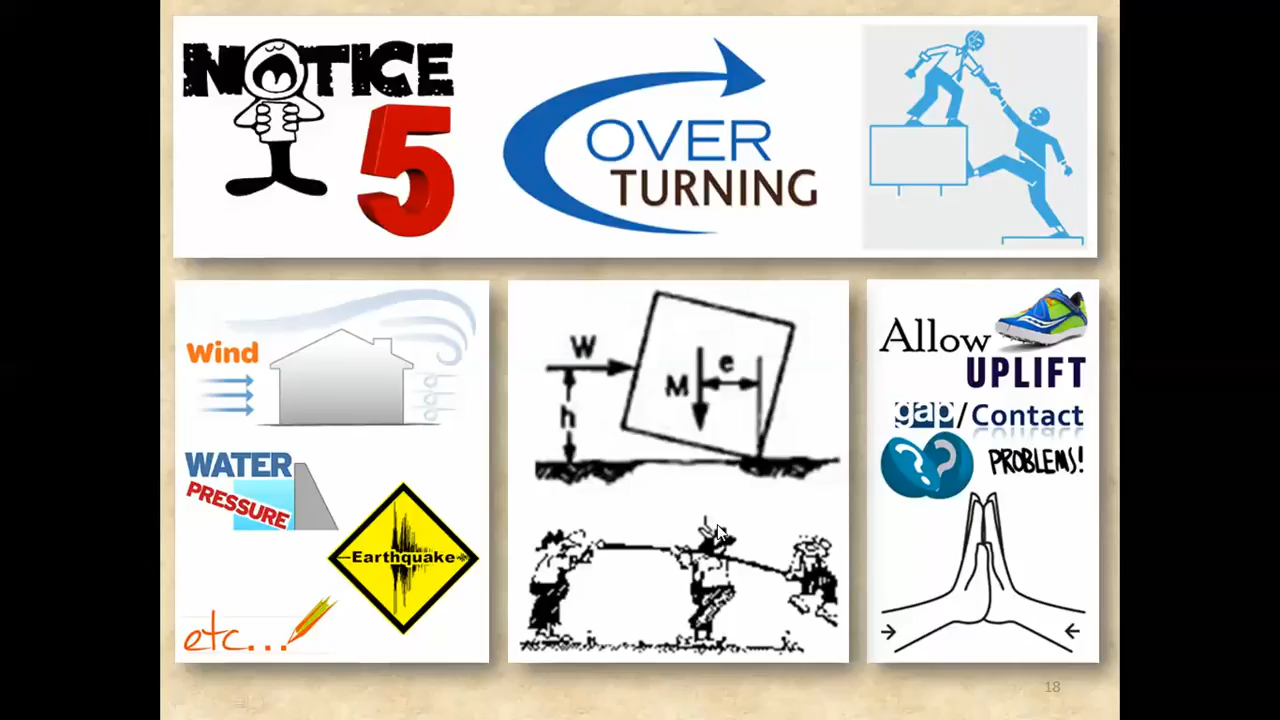 NOTICE
5
OVER
TURNING
Wind
WATER
PRESSURE
Earthquake
etc...
W
h
M
e
Allow
UPLIFT
gap/Contact
??
PROBLEMS!
18